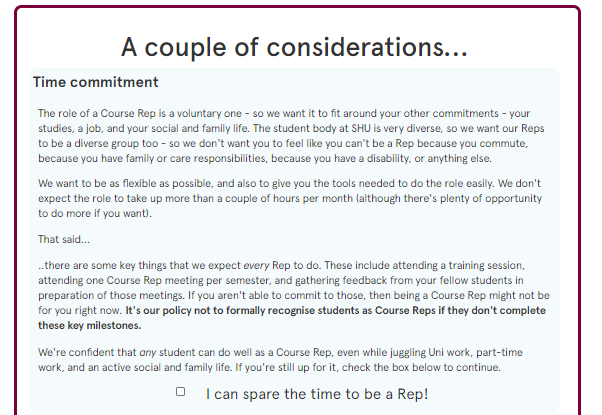 A couple of considerations...
Time commitment
The role of a Course Rep is a voluntary one - so we want it to fit around your other commitments - your
studies, a job, and your social and family life. The student body at SHU is very diverse, so we want our Reps
to be a diverse group too - so we don't want you to feel like you can't be a Rep because you commute,
because you have family or care responsibilities, because you have a disability, or anything else.
We want to be as flexible as possible, and also to give you the tools needed to do the role easily. We don't
expect the role to take up more than a couple of hours per month (although there's plenty of opportunity
to do more if you want).
That said...
..there are some key things that we expect every Rep to do. These include attending a training session,
attending one Course Rep meeting per semester, and gathering feedback from your fellow students in
preparation of those meetings. If you aren't able to commit to those, then being a Course Rep might not be
for you right now. It's our policy not to formally recognise students as Course Reps if they don't complete
these key milestones.
We're confident that any student can do well as a Course Rep, even while juggling Uni work, part-time
work, and an active social and family life. If you're still up for it, check the box below to continue.
I can spare the time to be a Rep!